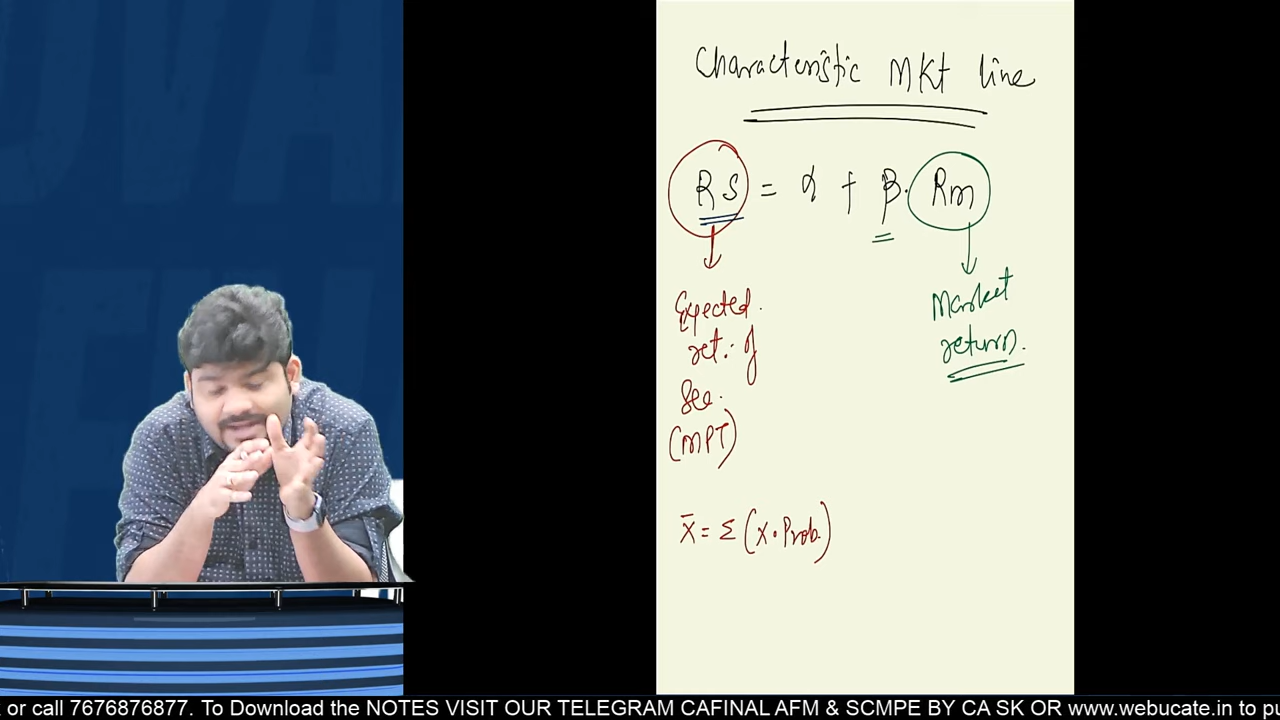 Characteristic MKt line
RS = α + β. Rm
Expected.
ret. of
Sec.
(MPT)
Market
return.
X̄ = Σ (X.Prob.)
or call 7676876877. To Download the NOTES VISIT OUR TELEGRAM CAFINAL AFM & SCMPE BY CA SK OR www.webucate.in to pu